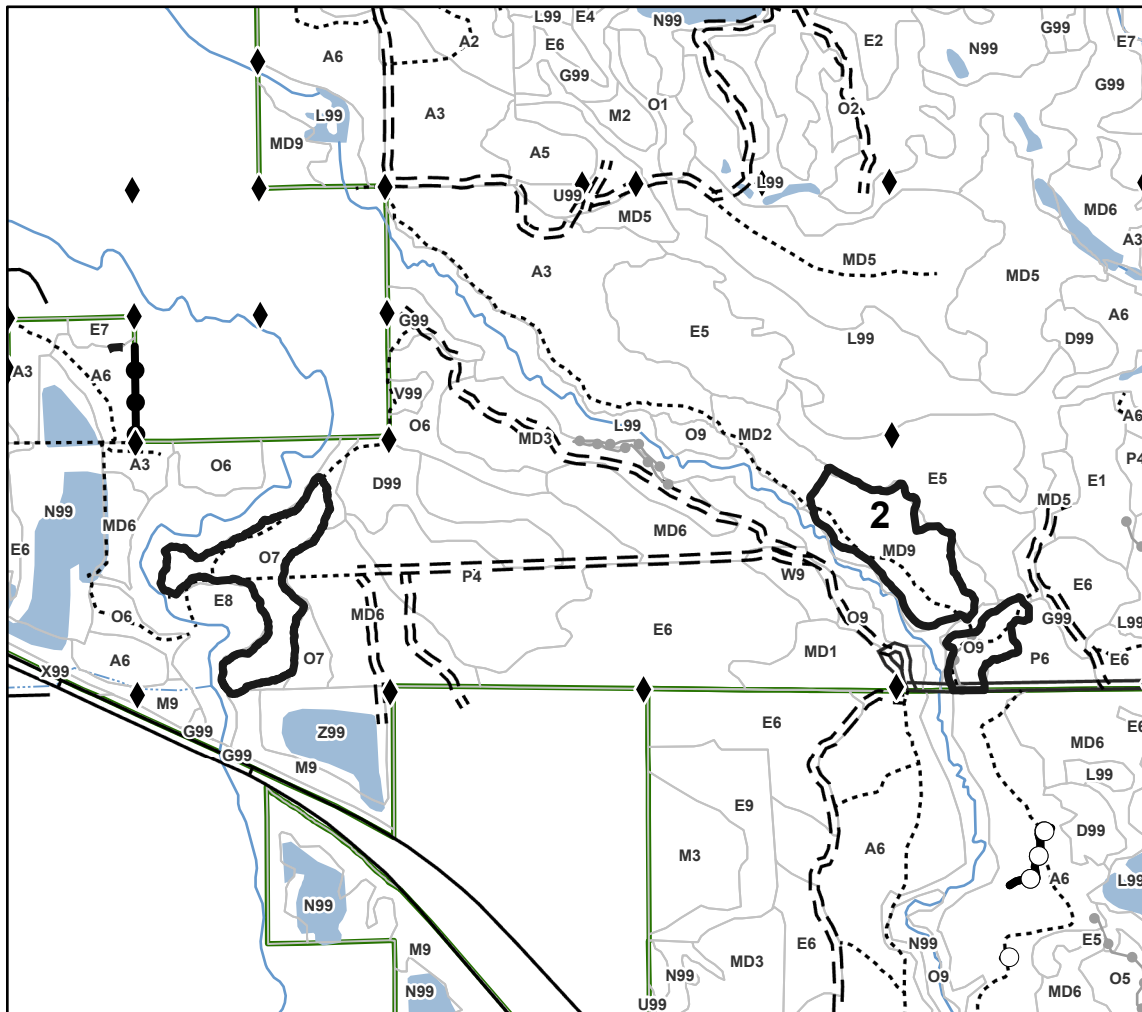 L99 E4 N99 G99
A2 E6 E2 E7
A6 G99 N99 G99
L99 A3 M2 O1 O2
MD9 A5
U99 L99
MD5 MD6
A3 MD5 MD5 A3
G99 E5 L99 A6
E7 D99
A3 A6 V99
O6 L99 O9 MD2 A6
MD3
A3 O6 D99 E5 E1 P4
N99 MD6 2 MD5
MD6 MD9
E6 O7 P4 W9 E6
E8 MD6
O6 O9 G99 L99
E6 O9
A6 O7 MD1 P6 E6
X99 M9
G99 Z99 E6 E6
G99 M9 MD6
L99
E9
D99
M3 A6 A6 L99
N99
M9 E6 N99 E5
N99 MD3 O9 O5
N99 U99 MD6